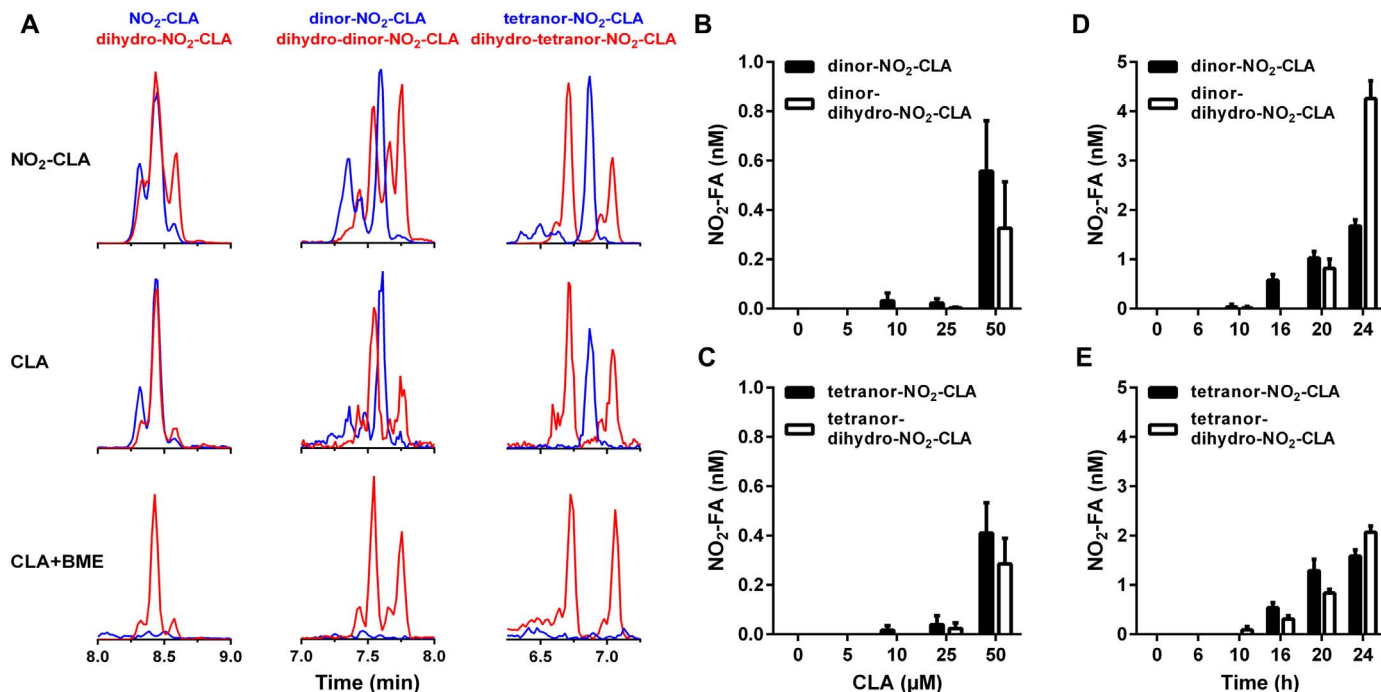 A
NO2-CLA
dihydro-NO2-CLA
dinor-NO2-CLA
dihydro-dinor-NO2-CLA
tetranor-NO2-CLA
dihydro-tetranor-NO2-CLA
NO2-CLA
CLA
CLA+BME
8.0 8.5 9.0
7.0 7.5 8.0
6.5 7.0
Time (min)
B
dinor-NO2-CLA
dinor-
dihydro-NO2-CLA
NO2-FA (nM)
1.0
0.8
0.6
0.4
0.2
0.0
0 5 10 25 50
C
tetranor-NO2-CLA
tetranor-
dihydro-NO2-CLA
NO2-FA (nM)
1.0
0.8
0.6
0.4
0.2
0.0
0 5 10 25 50
CLA (µM)
D
dinor-NO2-CLA
dinor-
dihydro-NO2-CLA
NO2-FA (nM)
5
4
3
2
1
0
0 6 10 16 20 24
E
tetranor-NO2-CLA
tetranor-
dihydro-NO2-CLA
NO2-FA (nM)
5
4
3
2
1
0
0 6 10 16 20 24
Time (h)